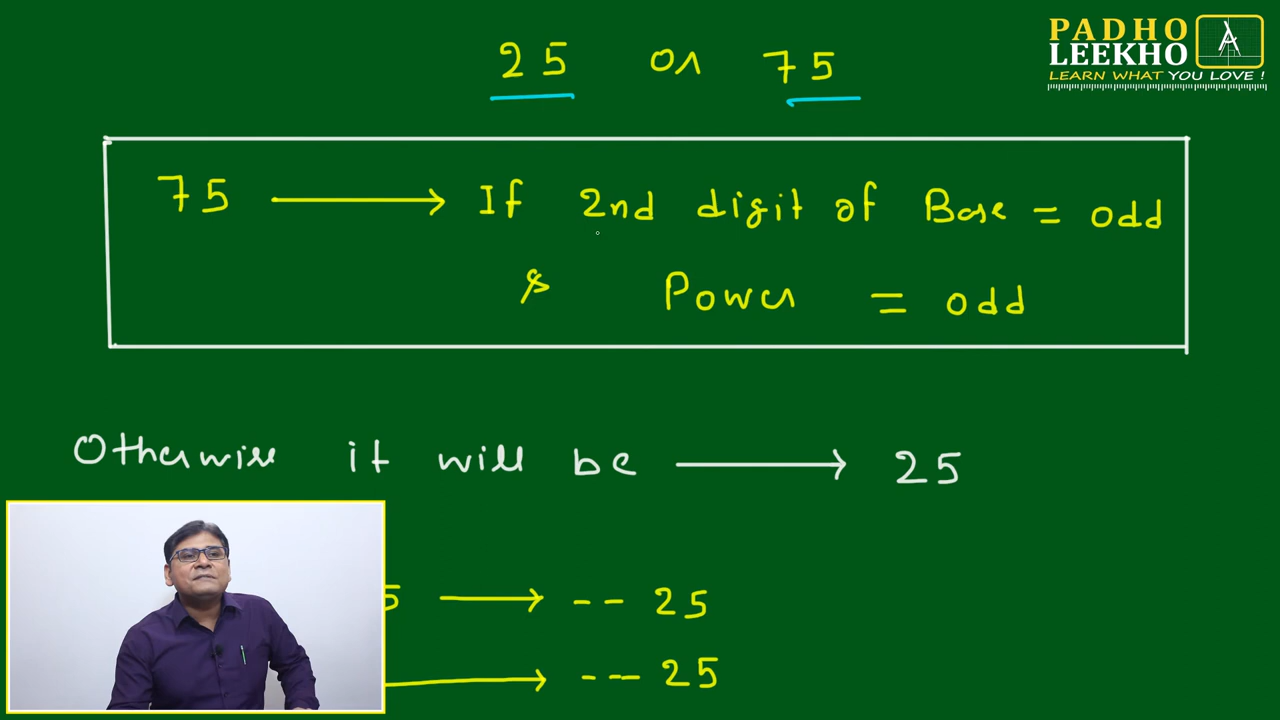 25 or 75
PADHO
LEEKHO
LEARN WHAT YOU LOVE !
75 → If 2nd digit of Base = odd
& Power = odd
Otherwise it will be → 25
5 → -- 25
→ --- 25